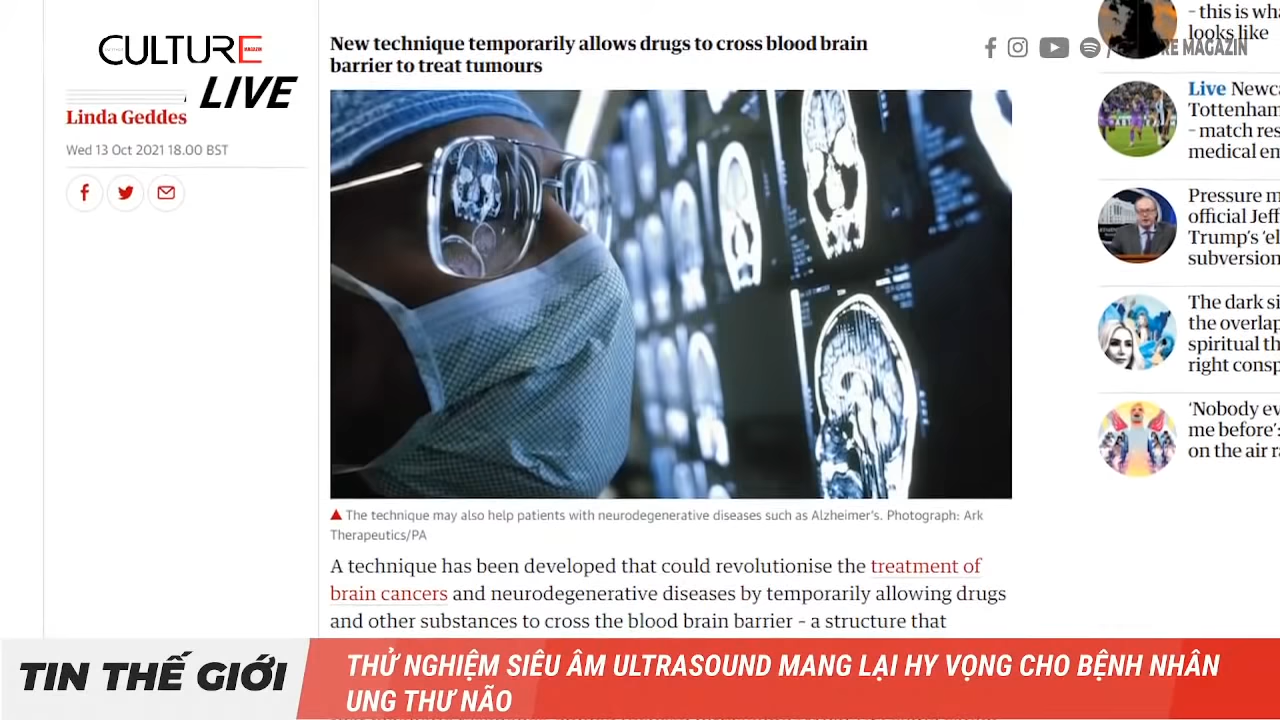 CULTURE
MAGAZIN
LIVE
Linda Geddes
Wed 13 Oct 2021 18.00 BST
New technique temporarily allows drugs to cross blood brain
barrier to treat tumours
▲ The technique may also help patients with neurodegenerative diseases such as Alzheimer's. Photograph: Ark
Therapeutics/PA
A technique has been developed that could revolutionise the treatment of
brain cancers and neurodegenerative diseases by temporarily allowing drugs
and other substances to cross the blood brain barrier – a structure that
- this is wha
looks like
RE MAGAZIN
Live Newca
Tottenham
- match res
medical em
Pressure m
official Jeff
Trump's 'el
subversion
The dark si
the overlap
spiritual th
right consp
'Nobody ev
me before':
on the air ra
TIN THẾ GIỚI
THỬ NGHIỆM SIÊU ÂM ULTRASOUND MANG LẠI HY VỌNG CHO BỆNH NHÂN
UNG THƯ NÃO